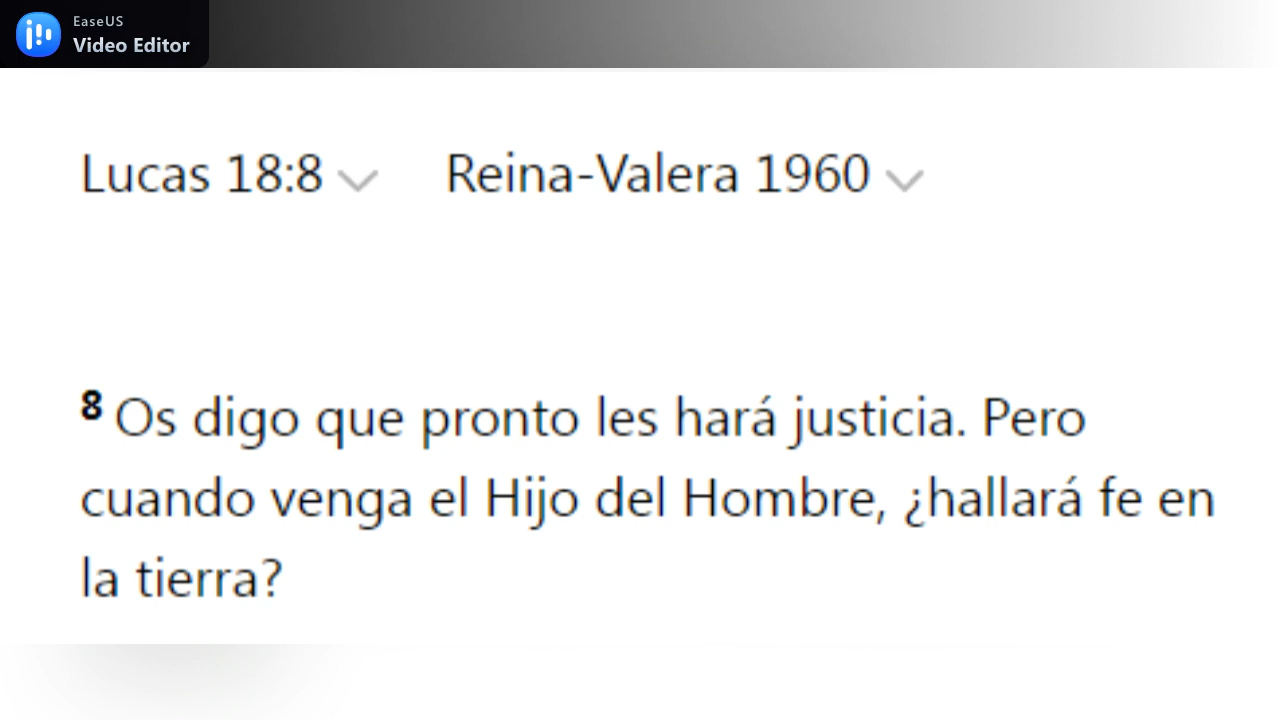 EaseUS
Video Editor
Lucas 18:8 Reina-Valera 1960
8 Os digo que pronto les hará justicia. Pero
cuando venga el Hijo del Hombre, ¿hallará fe en
la tierra?